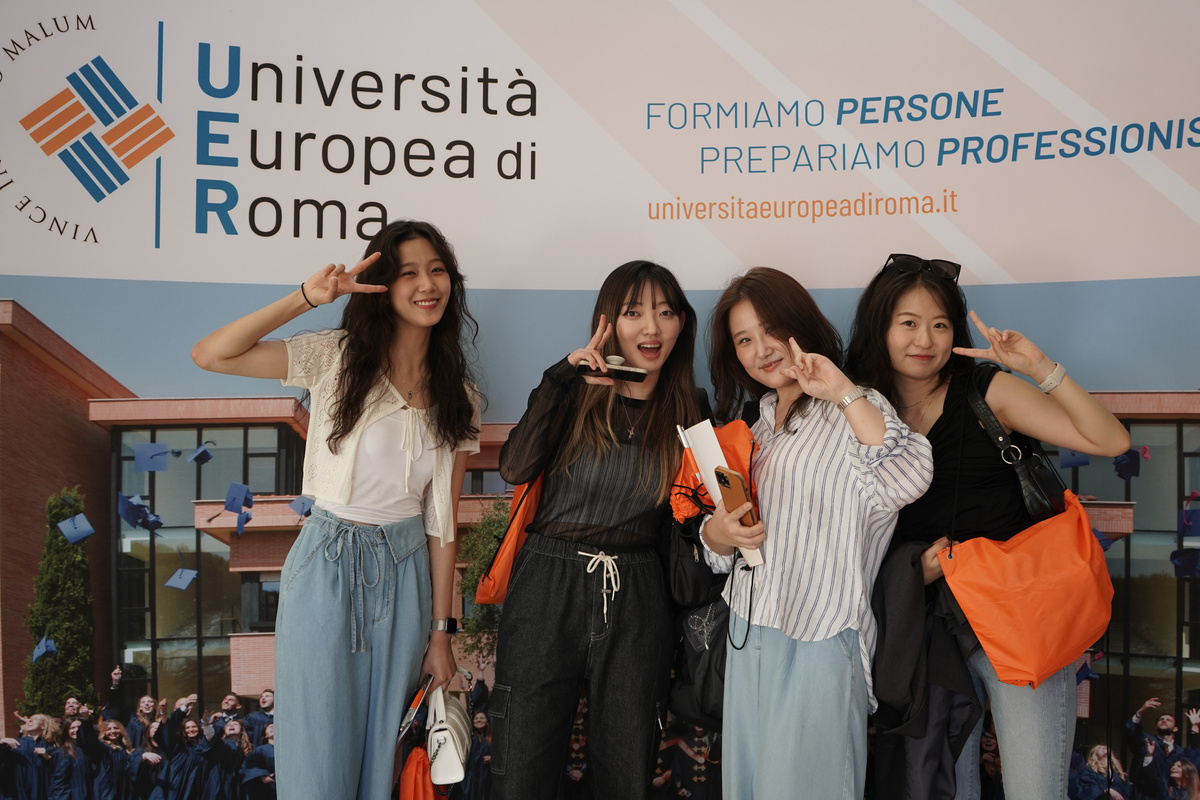 VINCE IN
MALUM
Università
Europea di
Roma
FORMIAMO PERSONE
PREPARIAMO PROFESSIONIS
universitaeuropeadiroma.it